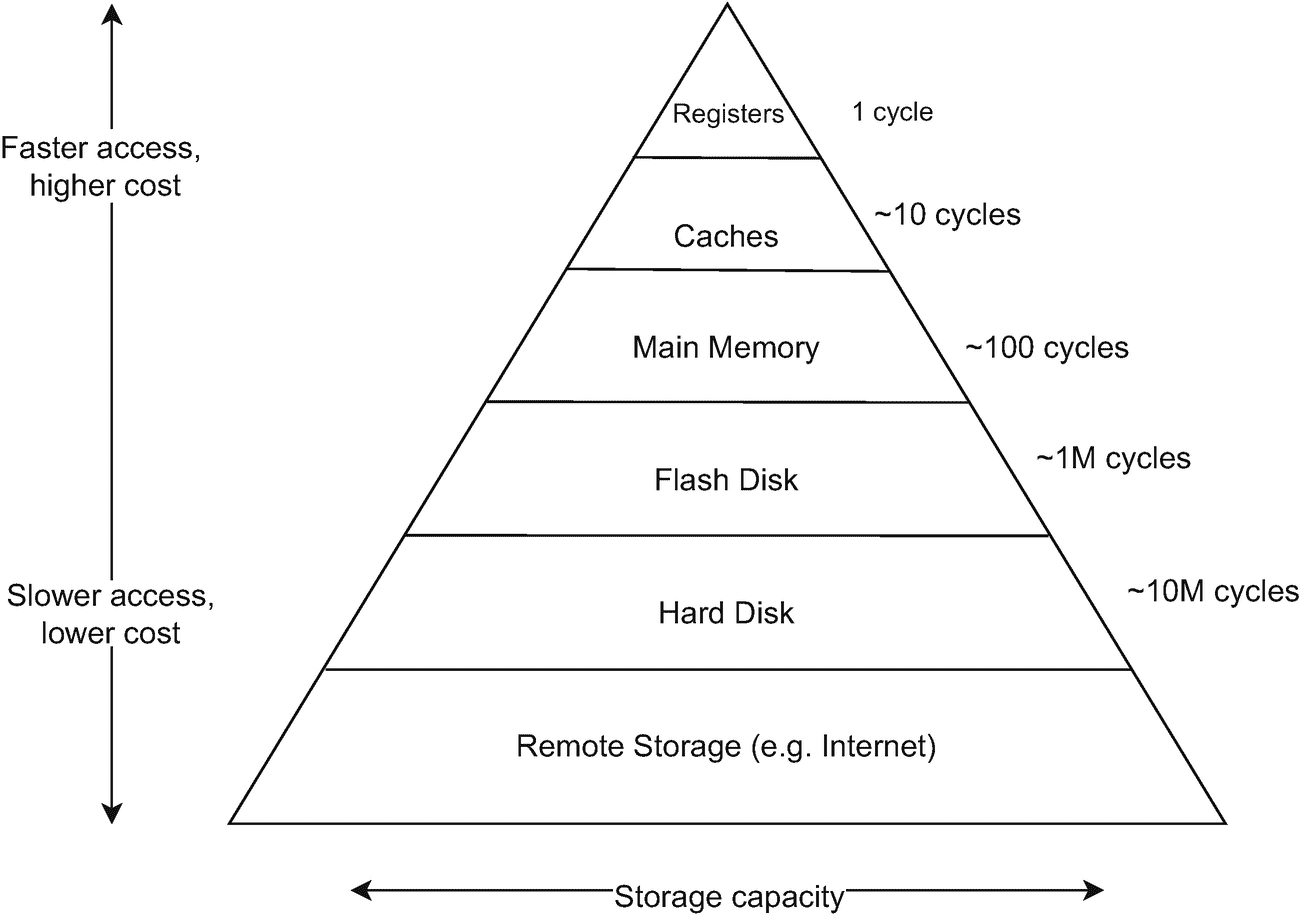 Registers
1 cycle
Faster access,
higher cost
Caches
~10 cycles
Main Memory
~100 cycles
Flash Disk
~1M cycles
Slower access,
lower cost
Hard Disk
~10M cycles
Remote Storage (e.g. Internet)
Storage capacity